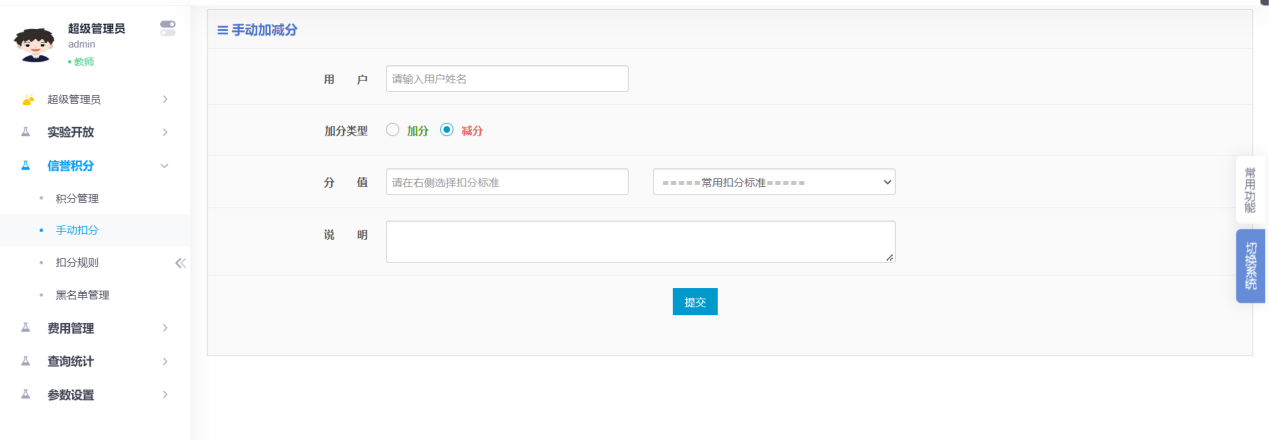 超级管理员
admin
•教师
超级管理员
实验开放
信誉积分
积分管理
手动扣分
扣分规则
黑名单管理
费用管理
查询统计
参数设置
手动加减分
用 户
请输入用户姓名
加分类型 加分 减分
分 值
请在右侧选择扣分标准
=====常用扣分标准=====
说 明
提交
常用功能
切换系统